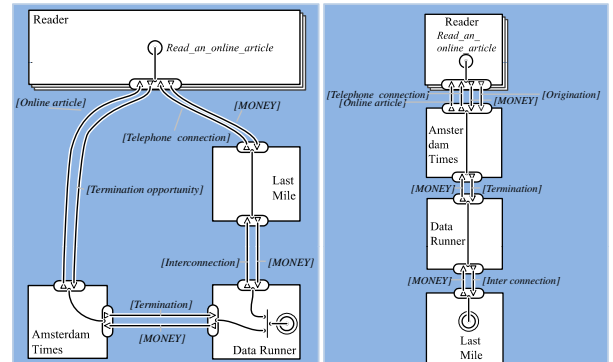 Reader
Read_an_online_article
[Online article]
[MONEY]
[Telephone connection]
Last
Mile
[Termination opportunity]
[Interconnection]
[MONEY]
[Termination]
[MONEY]
Amsterdam
Times
Data Runner
Reader
Read_an_
online_article
[Telephone connection]
[Origination]
[Online article]
[MONEY]
Amster
dam
Times
[MONEY]
[Termination]
Data
Runner
[MONEY]
[Inter connection]
Last
Mile